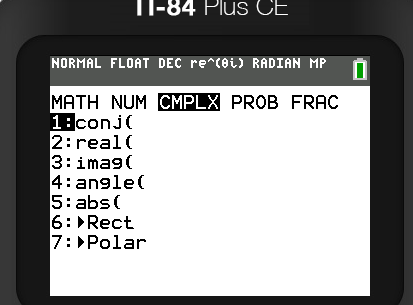 TI-84 Plus CE
NORMAL FLOAT DEC re^(θi) RADIAN MP
MATH NUM CMPLX PROB FRAC
1:conj(
2:real(
3:imag(
4:angle(
5:abs(
6:▸Rect
7:▸Polar